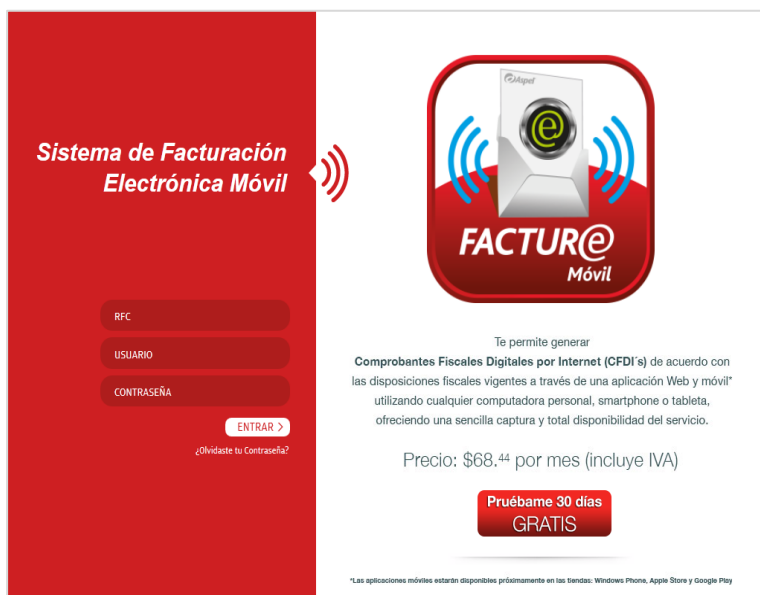 Sistema de Facturación
Electrónica Móvil
RFC
USUARIO
CONTRASEÑA
ENTRAR >
¿Olvidaste tu Contraseña?
Aspel
e
FACTURe
Móvil
Te permite generar
Comprobantes Fiscales Digitales por Internet (CFDI´s) de acuerdo con
las disposiciones fiscales vigentes a través de una aplicación Web y móvil*
utilizando cualquier computadora personal, smartphone o tableta,
ofreciendo una sencilla captura y total disponibilidad del servicio.
Precio: $68.44 por mes (incluye IVA)
Pruébame 30 días
GRATIS
*Las aplicaciones móviles estarán disponibles próximamente en las tiendas: Windows Phone, Apple Store y Google Play